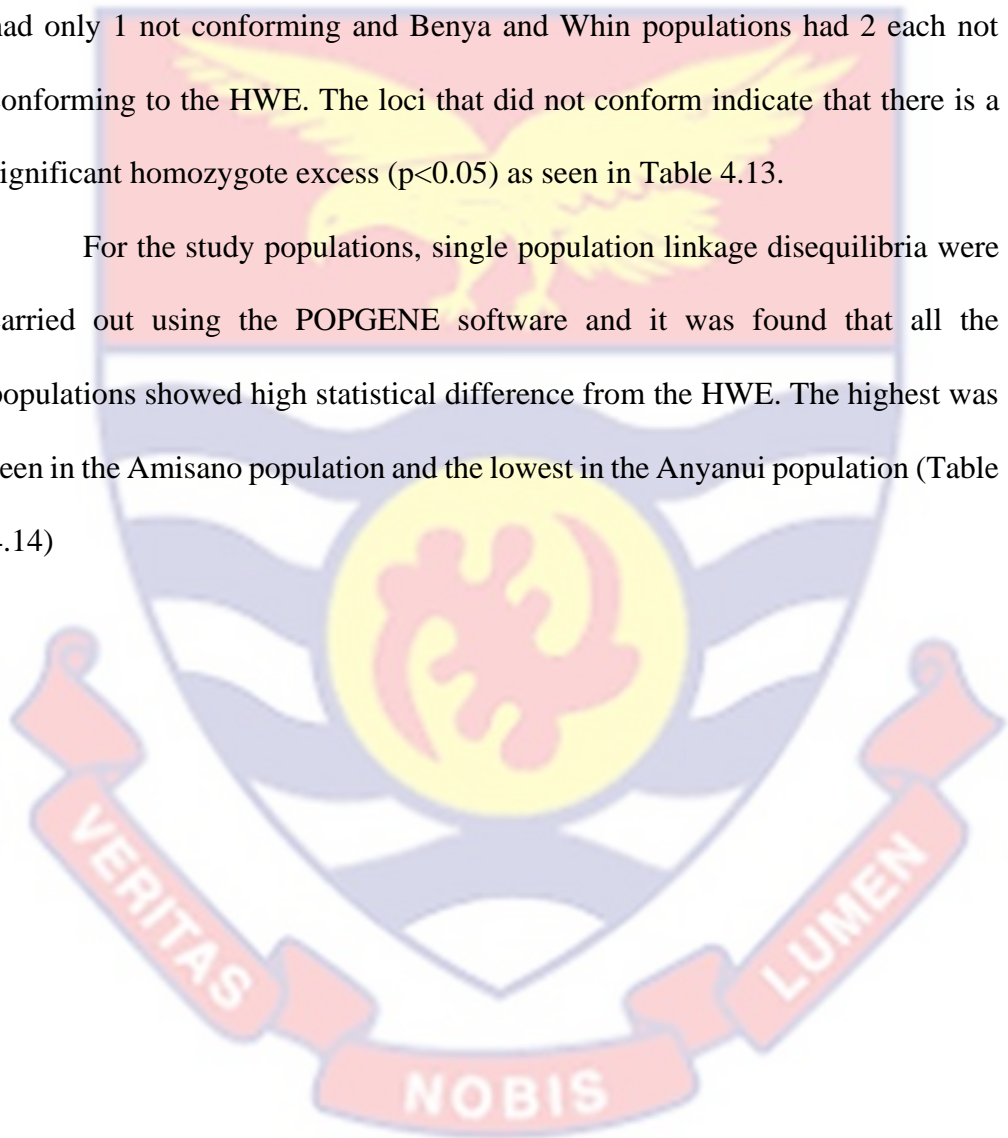 had only 1 not conforming and Benya and Whin populations had 2 each not
conforming to the HWE. The loci that did not conform indicate that there is a
significant homozygote excess (p<0.05) as seen in Table 4.13.
For the study populations, single population linkage disequilibria were
carried out using the POPGENE software and it was found that all the
populations showed high statistical difference from the HWE. The highest was
seen in the Amisano population and the lowest in the Anyanui population (Table
4.14)
VERITAS
NOBIS
LUMEN